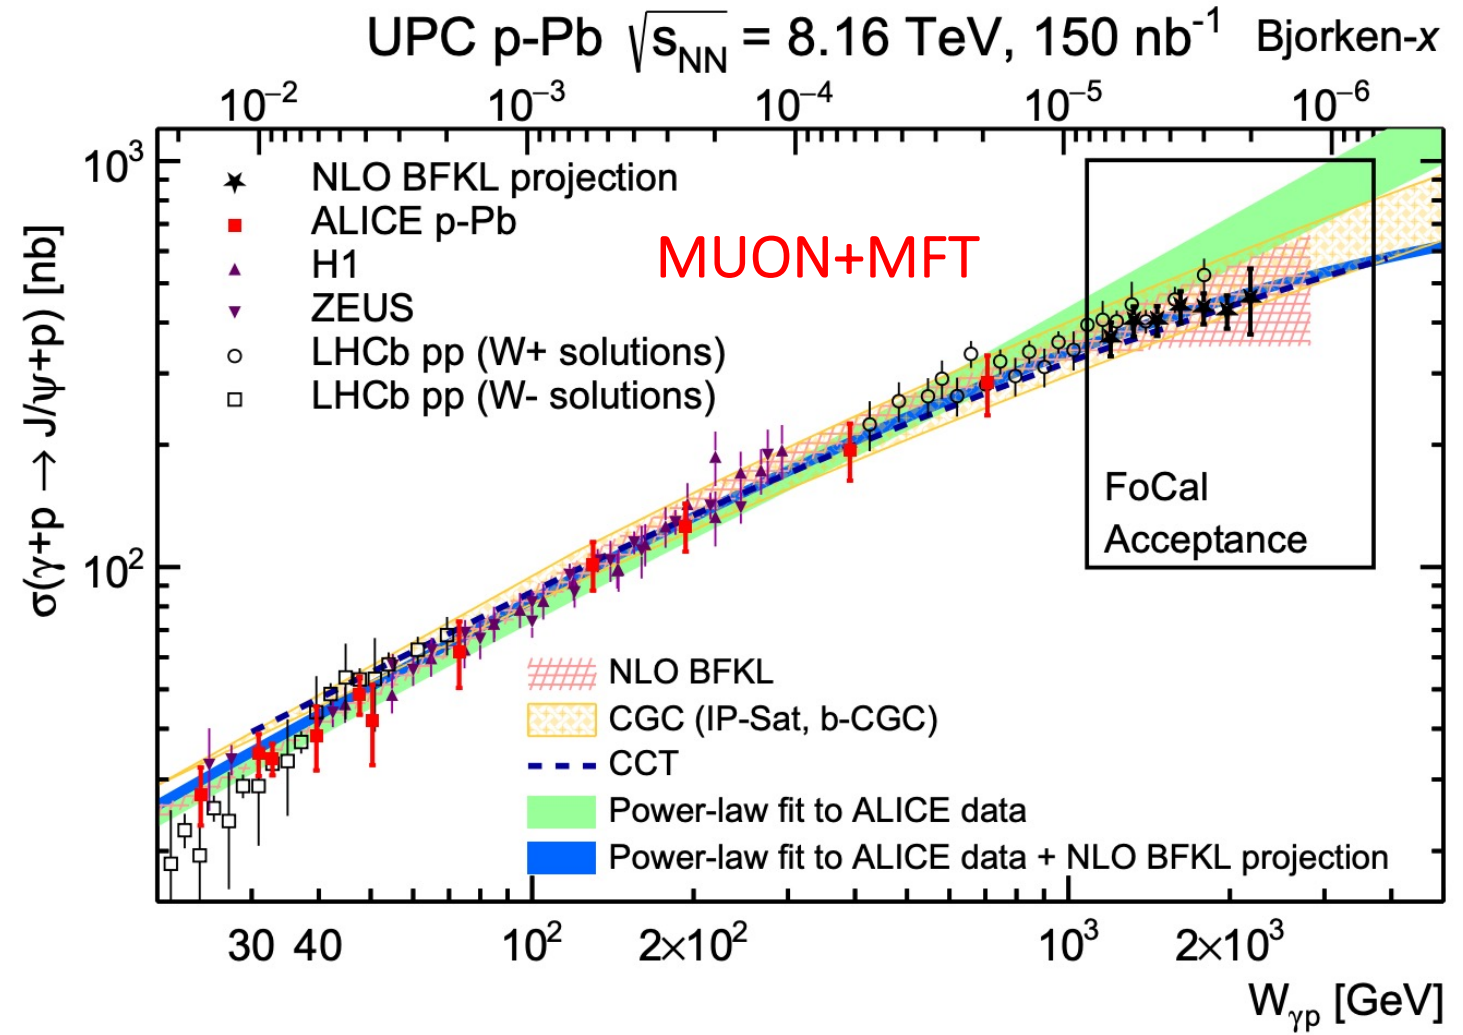 UPC p-Pb √sNN = 8.16 TeV, 150 nb⁻¹ Bjorken-x
10⁻² 10⁻³ 10⁻⁴ 10⁻⁵ 10⁻⁶
10³
NLO BFKL projection
ALICE p-Pb
H1
ZEUS
LHCb pp (W+ solutions)
LHCb pp (W- solutions)
MUON+MFT
σ(γ+p → J/ψ+p) [nb]
10²
FoCal
Acceptance
NLO BFKL
CGC (IP-Sat, b-CGC)
CCT
Power-law fit to ALICE data
Power-law fit to ALICE data + NLO BFKL projection
30 40 10² 2×10² 10³ 2×10³
Wγp [GeV]